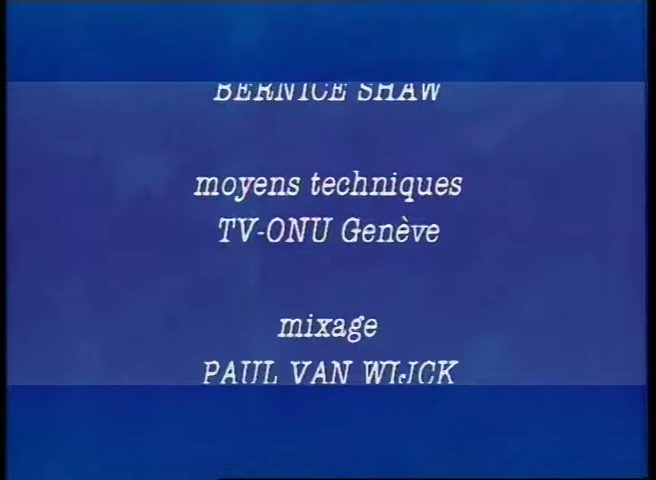 BERNICE SHAW
moyens techniques
TV-ONU Genève
mixage
PAUL VAN WIJCK